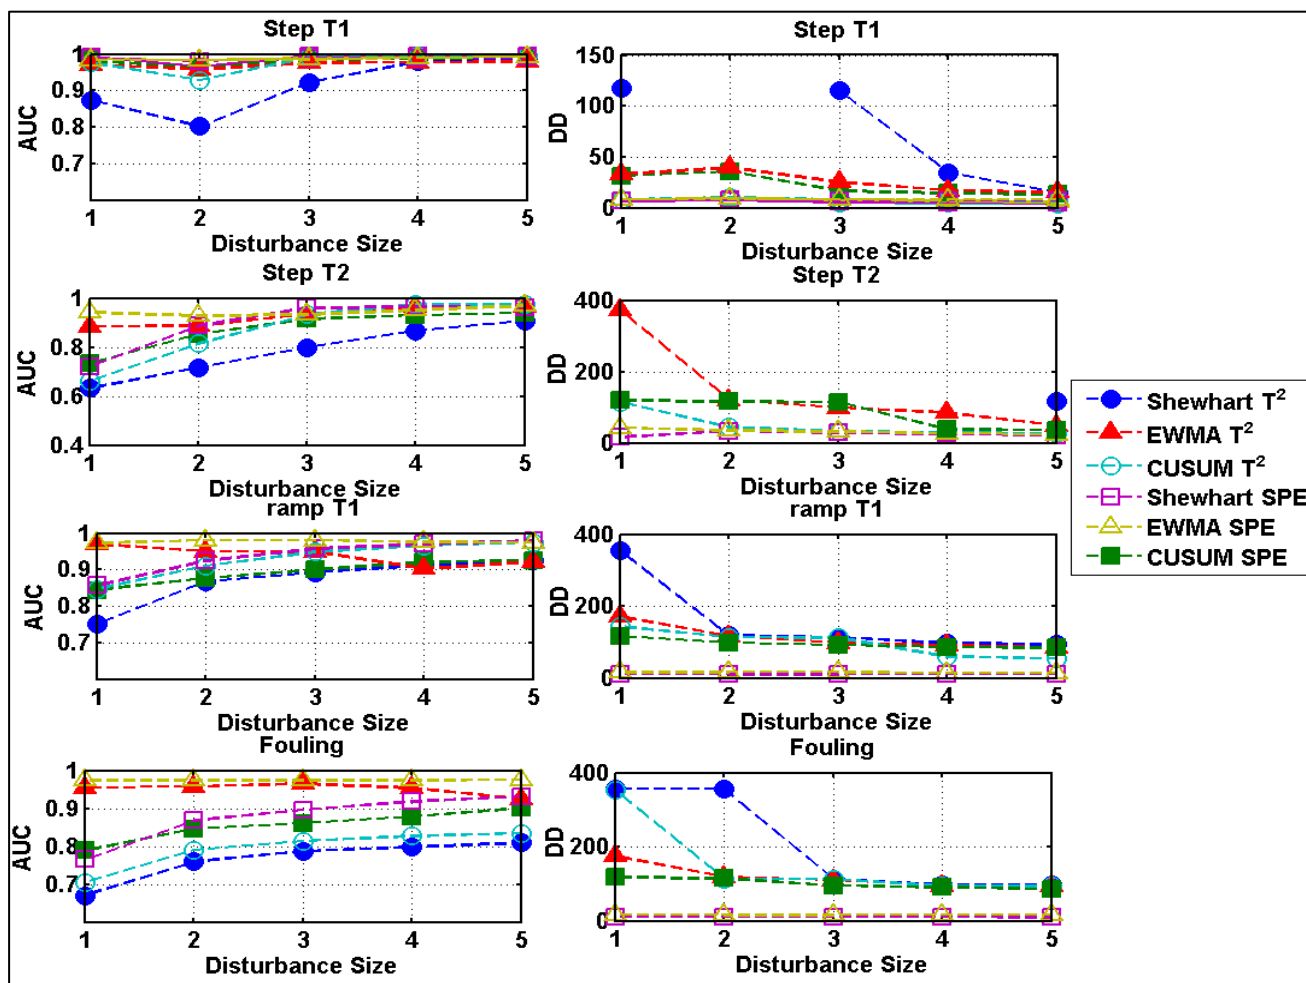 Step T1
AUC
1
0.9
0.8
0.7
1 2 3 4 5
Disturbance Size
Step T1
DD
150
100
50
0
1 2 3 4 5
Disturbance Size
Step T2
AUC
1
0.8
0.6
0.4
1 2 3 4 5
Disturbance Size
Step T2
DD
400
200
0
1 2 3 4 5
Disturbance Size
ramp T1
AUC
1
0.9
0.8
0.7
1 2 3 4 5
Disturbance Size
ramp T1
DD
400
200
0
1 2 3 4 5
Disturbance Size
Fouling
AUC
1
0.9
0.8
0.7
1 2 3 4 5
Disturbance Size
Fouling
DD
400
200
0
1 2 3 4 5
Disturbance Size
Shewhart T²
EWMA T²
CUSUM T²
Shewhart SPE
EWMA SPE
CUSUM SPE